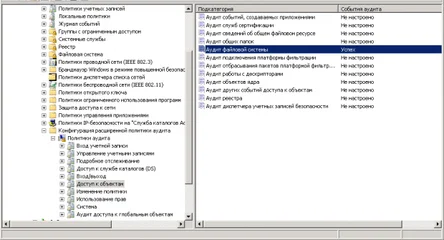 Политики учетных записей
Локальные политики
Журнал событий
Группы с ограниченным доступом
Системные службы
Реестр
Файловая система
Политики проводной сети (IEEE 802.3)
Брандмауэр Windows в режиме повышенной безопасност
Политики диспетчера списка сетей
Политики беспроводной сети (IEEE 802.11)
Политики открытого ключа
Политики ограниченного использования программ
Политики управления приложениями
Политики IP-безопасности на "Служба каталогов Ac
Конфигурация расширенной политики аудита
Политики аудита
Вход учетной записи
Управление учетными записями
Подробное отслеживание
Доступ к службе каталогов (DS)
Вход/выход
Доступ к объектам
Изменение политики
Использование прав
Система
Аудит доступа к глобальным объектам
Подкатегория События аудита
Аудит событий, создаваемых приложениями Не настроено
Аудит служб сертификации Не настроено
Аудит сведений об общем файловом ресурсе Не настроено
Аудит общих папок Не настроено
Аудит файловой системы Успех
Аудит подключения платформы фильтрации Не настроено
Аудит отбрасывания пакетов платформой фильтр... Не настроено
Аудит работы с дескрипторами Не настроено
Аудит объектов ядра Не настроено
Аудит других событий доступа к объектам Не настроено
Аудит реестра Не настроено
Аудит диспетчера учетных записей безопасности Не настроено